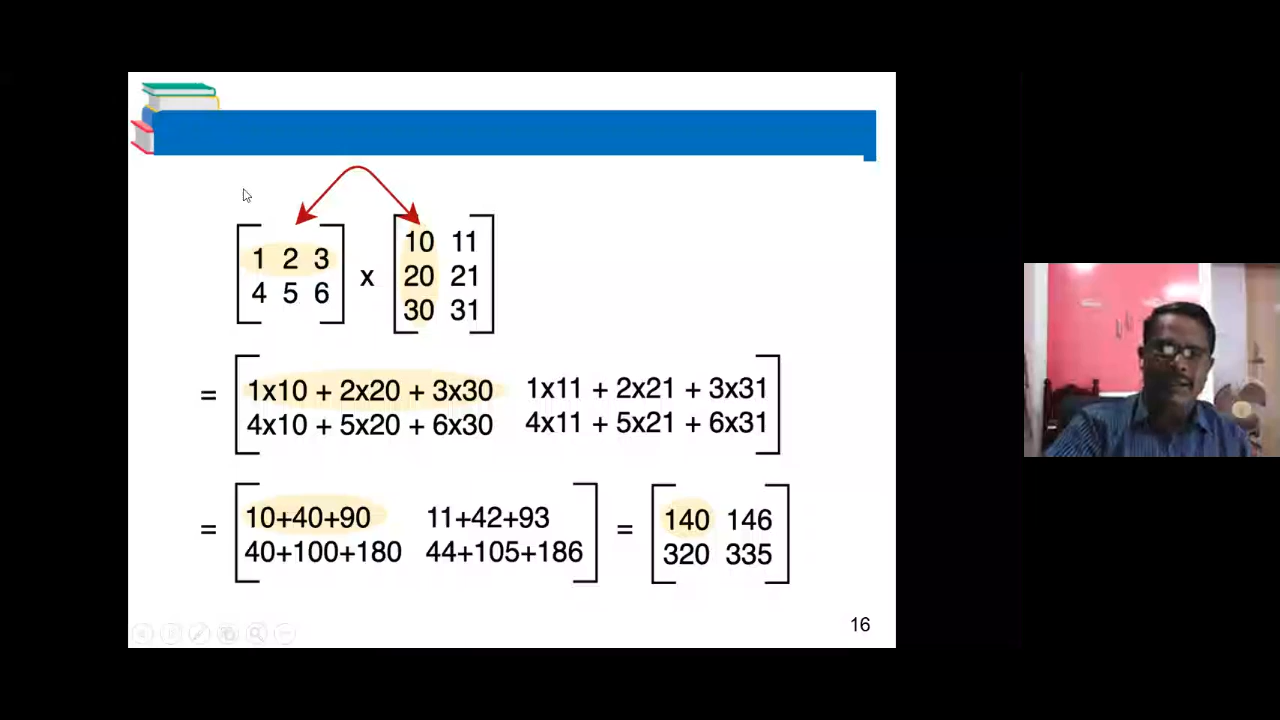 1 2 3
4 5 6
x
10 11
20 21
30 31
= 1x10 + 2x20 + 3x30 1x11 + 2x21 + 3x31
4x10 + 5x20 + 6x30 4x11 + 5x21 + 6x31
= 10+40+90 11+42+93 = 140 146
40+100+180 44+105+186 320 335
16